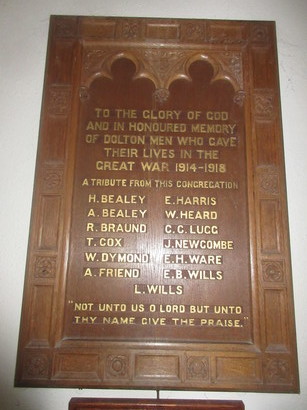 TO THE GLORY OF GOD
AND IN HONOURED MEMORY
OF DOLTON MEN WHO GAVE
THEIR LIVES IN THE
GREAT WAR 1914-1918
A TRIBUTE FROM THIS CONGREGATION
H. BEALEY E. HARRIS
A. BEALEY W. HEARD
R. BRAUND C. C. LUGG
T. COX J. NEWCOMBE
W. DYMOND E. H. WARE
A. FRIEND E. B. WILLS
L. WILLS
"NOT UNTO US O LORD BUT UNTO
THY NAME GIVE THE PRAISE."